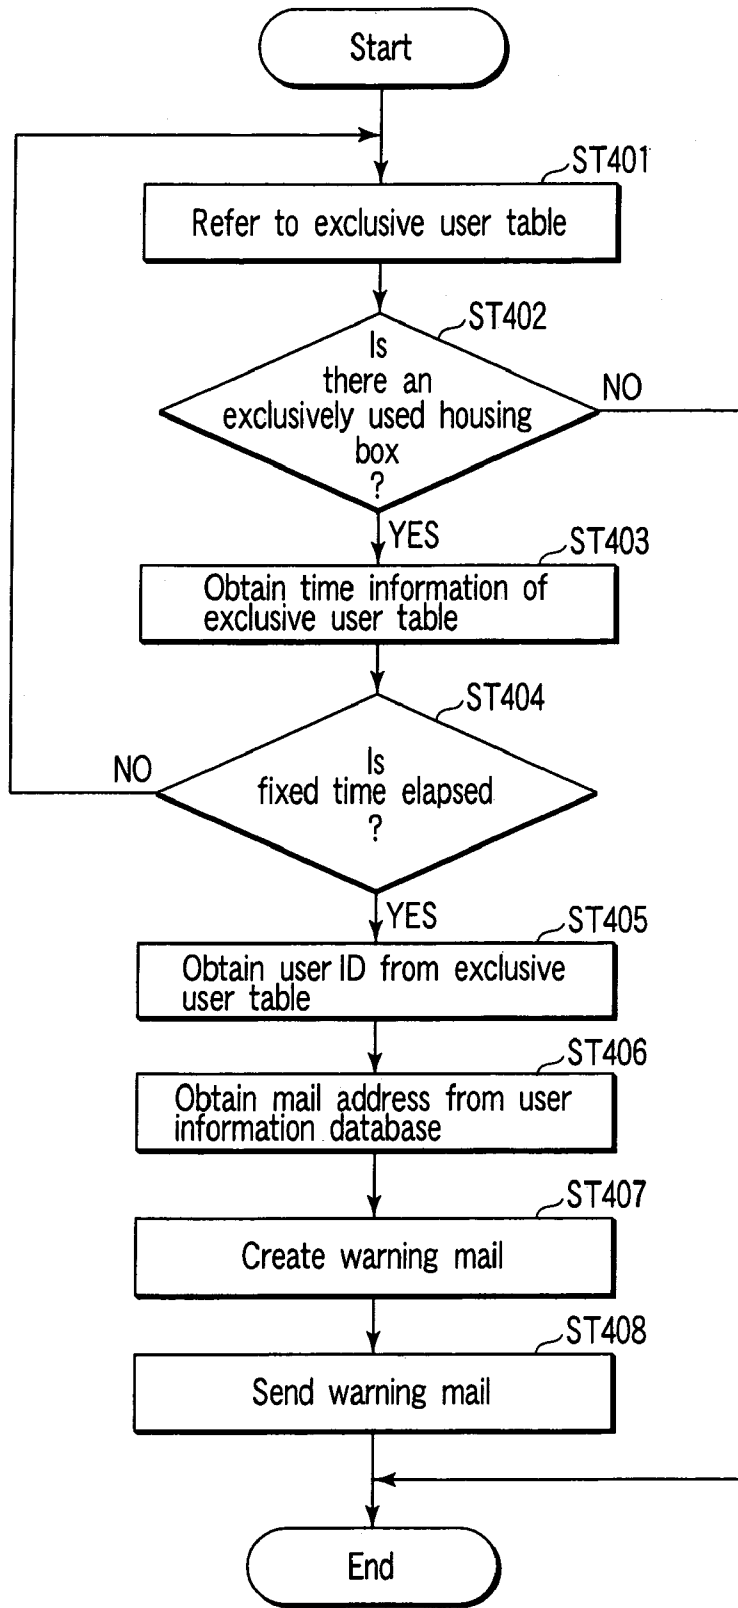 Start
ST401
Refer to exclusive user table
ST402
Is
there an
exclusively used housing
box
?
NO
YES
ST403
Obtain time information of
exclusive user table
ST404
Is
fixed time elapsed
?
NO
YES
ST405
Obtain user ID from exclusive
user table
ST406
Obtain mail address from user
information database
ST407
Create warning mail
ST408
Send warning mail
End